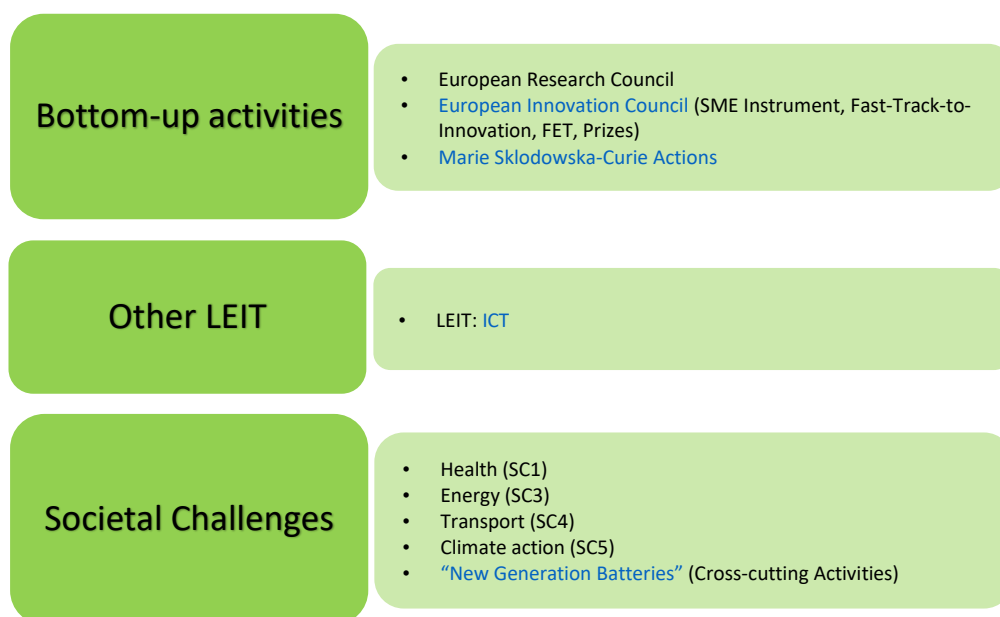 Bottom-up activities
• European Research Council
• European Innovation Council (SME Instrument, Fast-Track-to-
Innovation, FET, Prizes)
• Marie Sklodowska-Curie Actions
Other LEIT
• LEIT: ICT
Societal Challenges
• Health (SC1)
• Energy (SC3)
• Transport (SC4)
• Climate action (SC5)
• “New Generation Batteries” (Cross-cutting Activities)